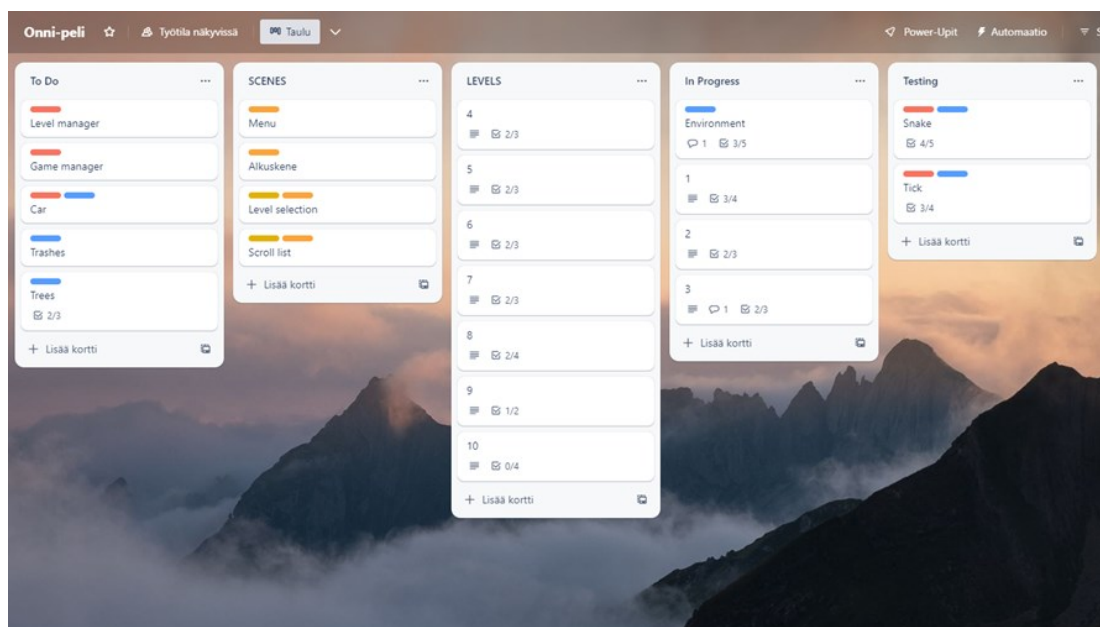 Onni-peli Työtila näkyvissä Taulu Power-Upit Automaatio
To Do
Level manager
Game manager
Car
Trashes
Trees
2/3
+ Lisää kortti
SCENES
Menu
Alkuskene
Level selection
Scroll list
+ Lisää kortti
LEVELS
4
2/3
5
2/3
6
2/3
7
2/3
8
2/4
9
1/2
10
0/4
+ Lisää kortti
In Progress
Environment
1 3/5
1
3/4
2
2/3
3
1 2/3
+ Lisää kortti
Testing
Snake
4/5
Tick
3/4
+ Lisää kortti